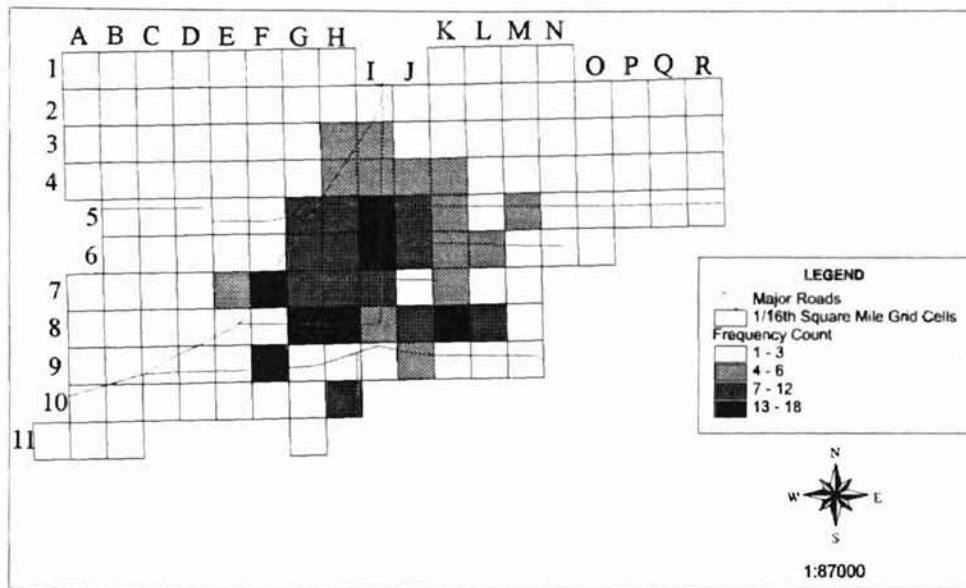 A B C D E F G H K L M N
I J O P Q R
1
2
3
4
5
6
7
8
9
10
11
LEGEND
Major Roads
1/16th Square Mile Grid Cells
Frequency Count
1 - 3
4 - 6
7 - 12
13 - 18
N
W E
S
1:87000